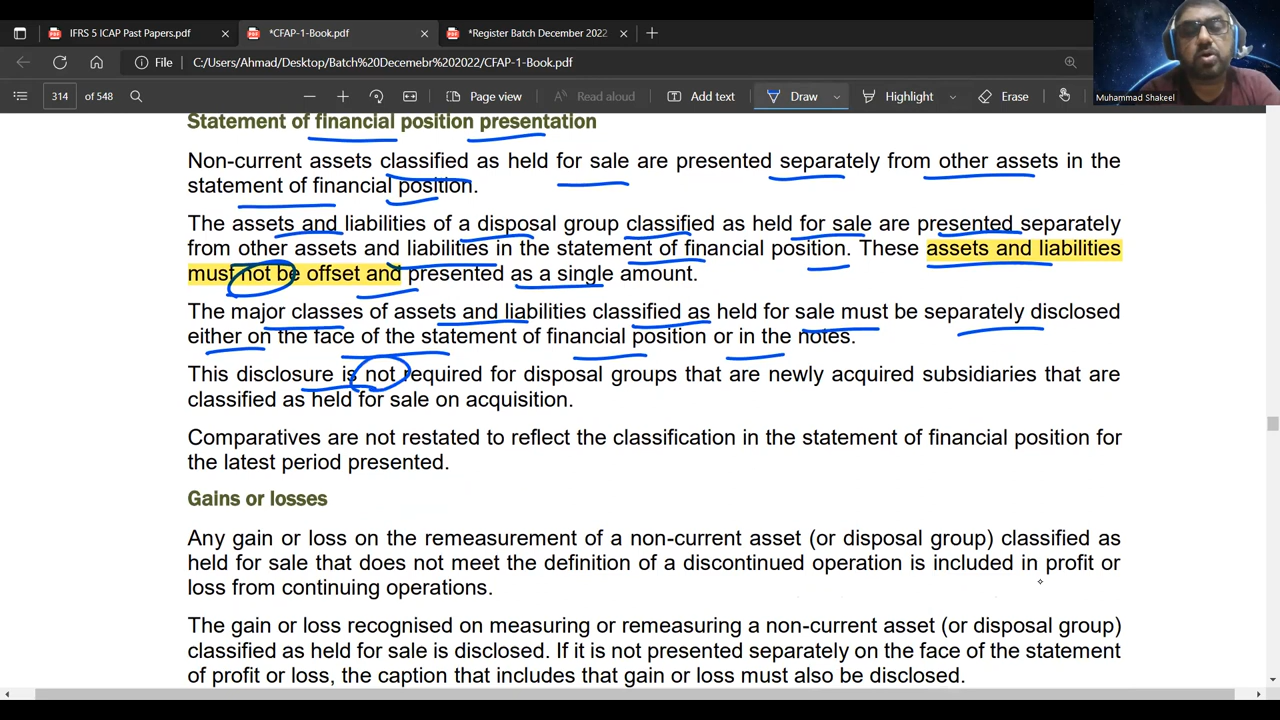 IFRS 5 ICAP Past Papers.pdf
*CFAP-1-Book.pdf
*Register Batch December 2022
File
C:/Users/Ahmad/Desktop/Batch%20Decemebr%202022/CFAP-1-Book.pdf
314 of 548
Page view
Read aloud
Add text
Draw
Highlight
Erase
Muhammad Shakeel
Statement of financial position presentation
Non-current assets classified as held for sale are presented separately from other assets in the
statement of financial position.
The assets and liabilities of a disposal group classified as held for sale are presented separately
from other assets and liabilities in the statement of financial position. These assets and liabilities
must not be offset and presented as a single amount.
The major classes of assets and liabilities classified as held for sale must be separately disclosed
either on the face of the statement of financial position or in the notes.
This disclosure is not required for disposal groups that are newly acquired subsidiaries that are
classified as held for sale on acquisition.
Comparatives are not restated to reflect the classification in the statement of financial position for
the latest period presented.
Gains or losses
Any gain or loss on the remeasurement of a non-current asset (or disposal group) classified as
held for sale that does not meet the definition of a discontinued operation is included in profit or
loss from continuing operations.
The gain or loss recognised on measuring or remeasuring a non-current asset (or disposal group)
classified as held for sale is disclosed. If it is not presented separately on the face of the statement
of profit or loss, the caption that includes that gain or loss must also be disclosed.